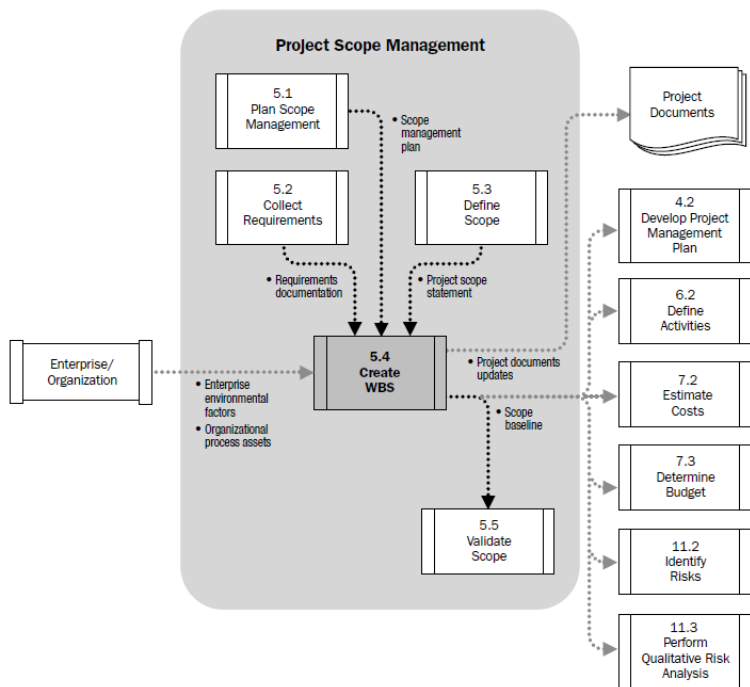 Project Scope Management
5.1
Plan Scope
Management
• Scope
management
plan
Project
Documents
5.2
Collect
Requirements
5.3
Define
Scope
4.2
Develop Project
Management
Plan
• Requirements
documentation
• Project scope
statement
6.2
Define
Activities
Enterprise/
Organization
5.4
Create
WBS
• Project documents
updates
7.2
Estimate
Costs
• Enterprise
environmental
factors
• Organizational
process assets
• Scope
baseline
7.3
Determine
Budget
5.5
Validate
Scope
11.2
Identify
Risks
11.3
Perform
Qualitative Risk
Analysis